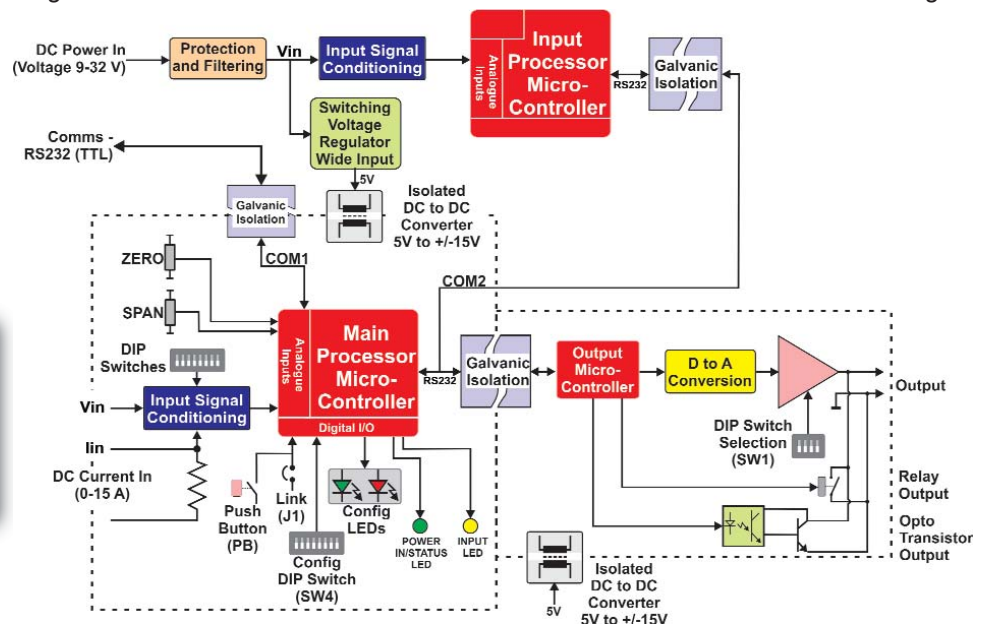 DC Power In
(Voltage 9-32 V)
Protection
and Filtering
Vin
Input Signal
Conditioning
Analogue
Inputs
Input
Processor
Micro-
Controller
RS232
Galvanic
Isolation
Switching
Voltage
Regulator
Wide Input
5V
Comms -
RS232 (TTL)
Galvanic
Isolation
Isolated
DC to DC
Converter
5V to +/-15V
COM1
COM2
ZERO
SPAN
DIP
Switches
Vin
Input Signal
Conditioning
Iin
DC Current In
(0-15 A)
Analogue
Inputs
Main
Processor
Micro-
Controller
Digital I/O
RS232
Galvanic
Isolation
Output
Micro-
Controller
D to A
Conversion
Output
DIP Switch
Selection
(SW1)
Relay
Output
Opto
Transistor
Output
Push
Button
(PB)
Link
(J1)
Config
DIP Switch
(SW4)
Config
LEDs
POWER
IN/STATUS
LED
INPUT
LED
5V
Isolated
DC to DC
Converter
5V to +/-15V